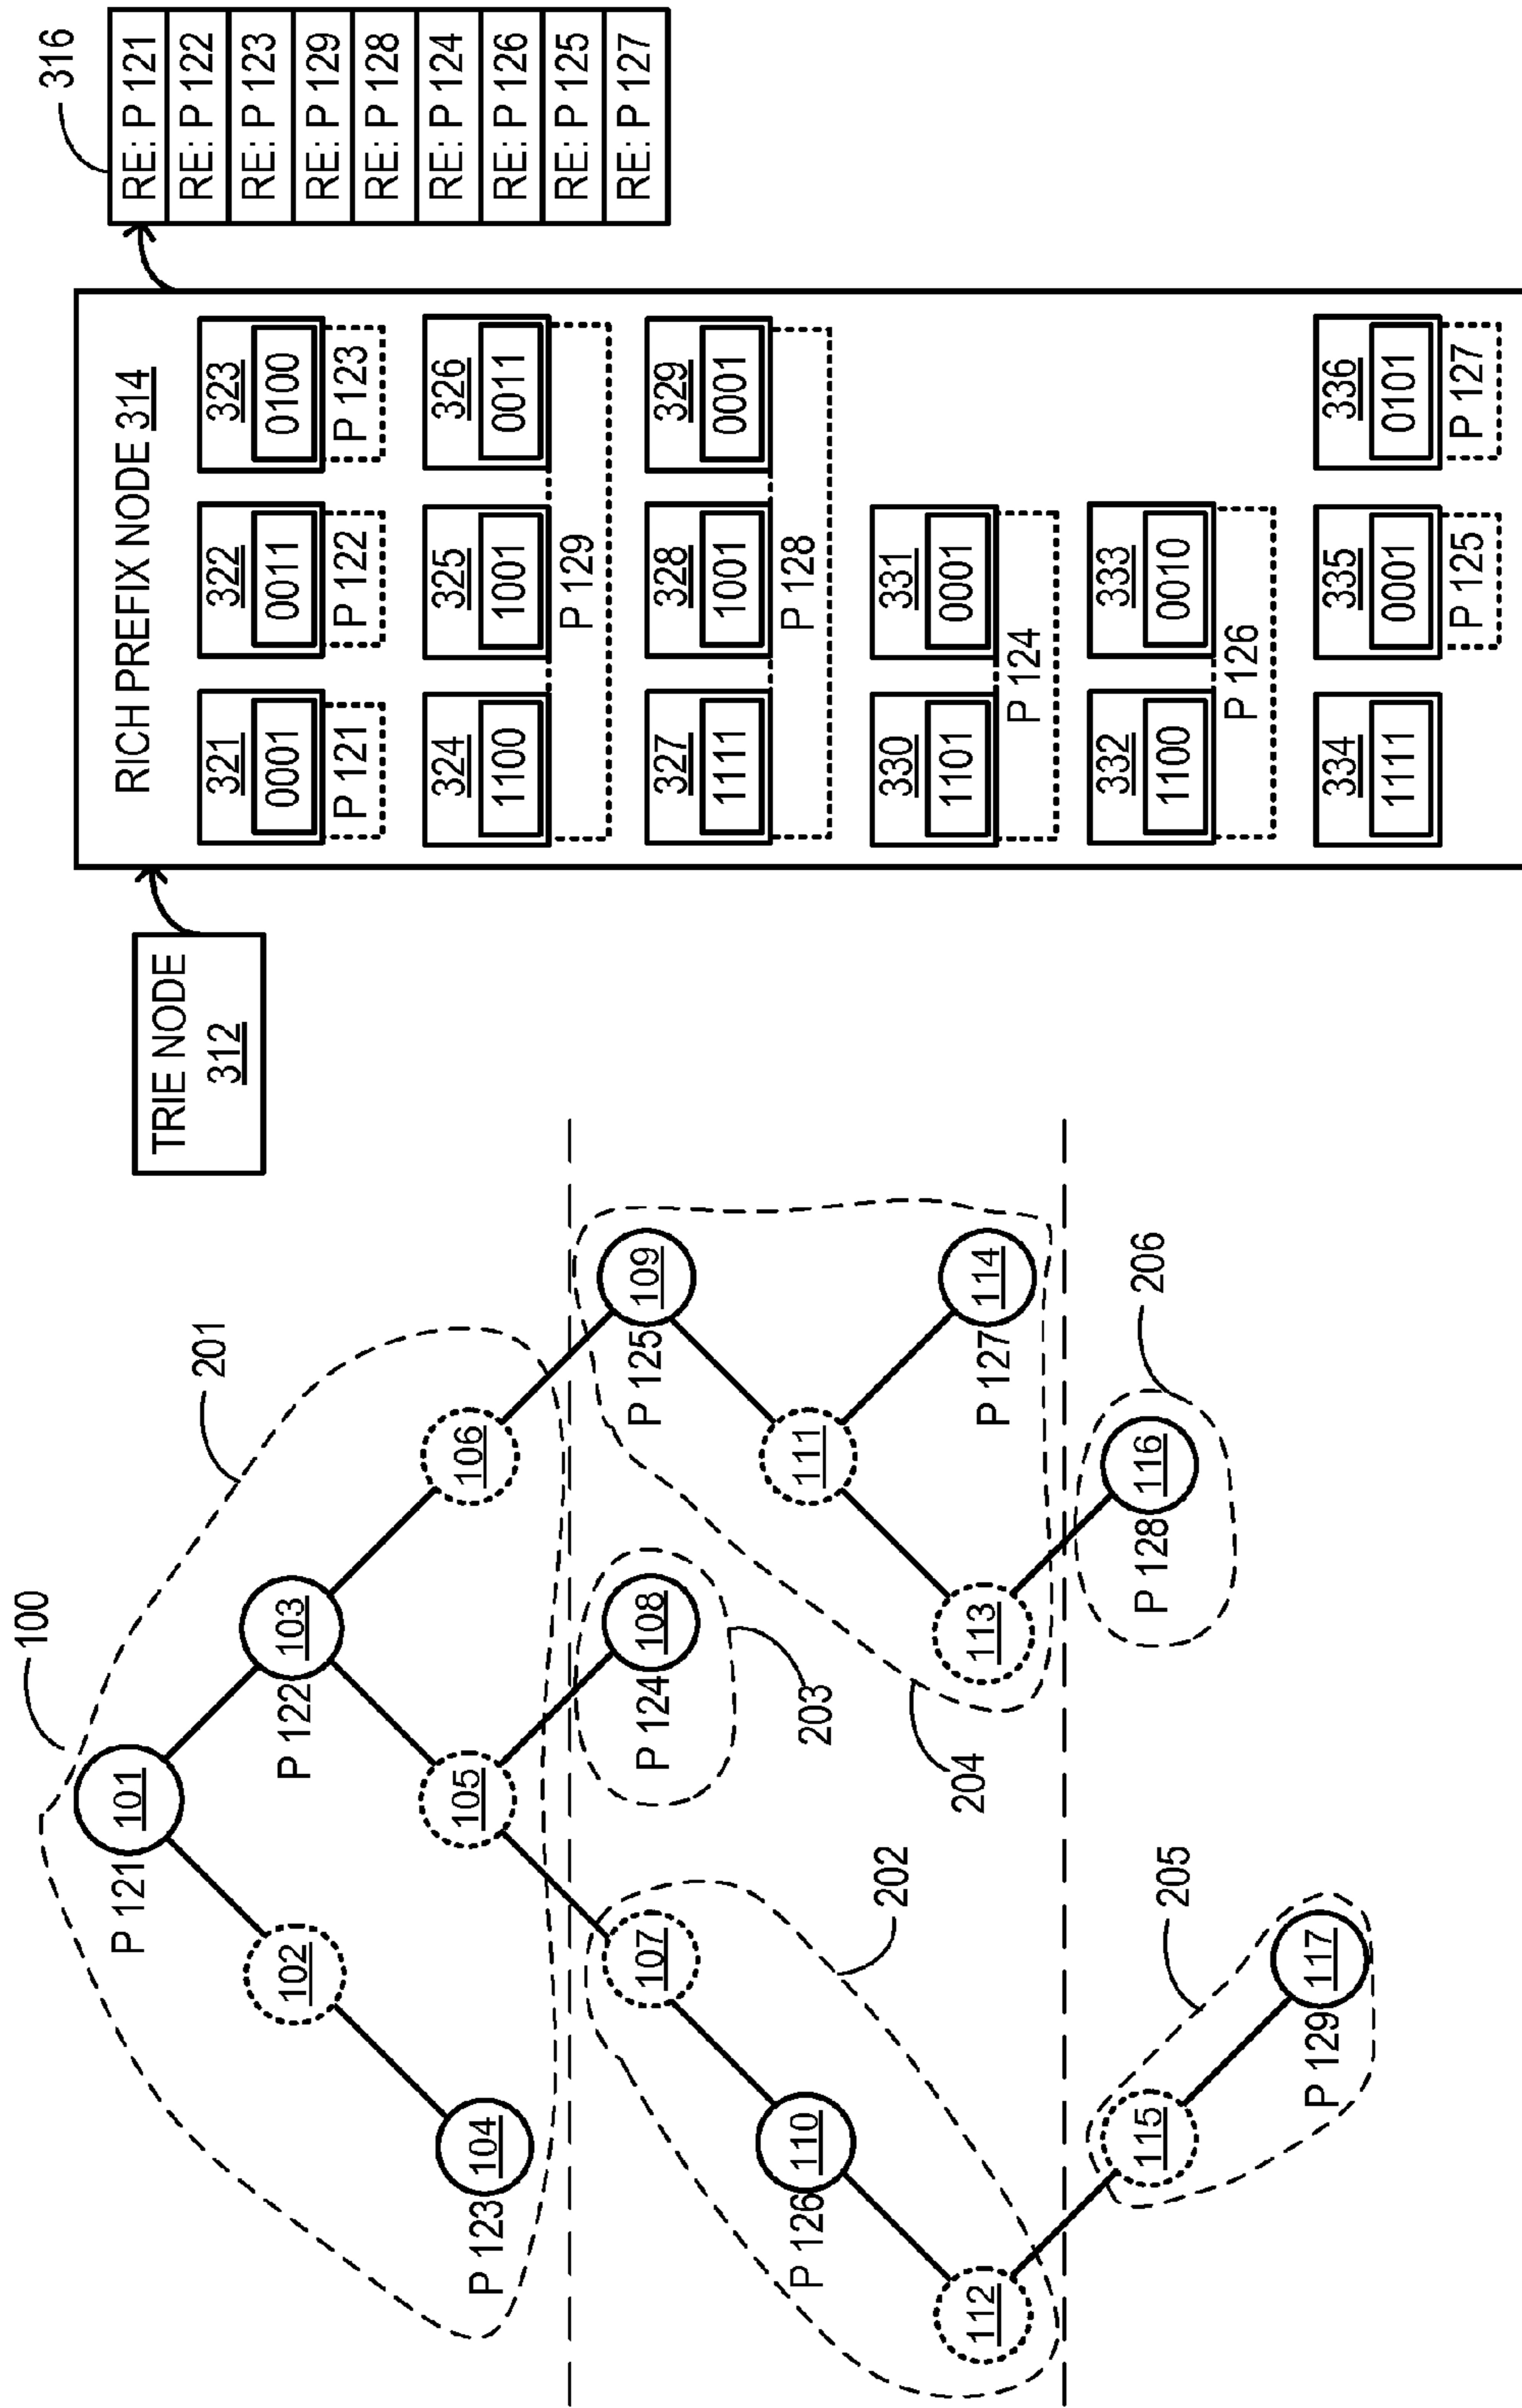 100
101
P 121
102
103
P 122
104
P 123
105
106
201
107
108
P 124
203
109
P 125
110
P 126
111
202
112
113
114
P 127
204
115
116
P 128
206
205
117
P 129
TRIE NODE
312
RICH PREFIX NODE 314
321
0001
P 121
322
0011
P 122
323
0100
P 123
324
1100
325
1001
326
0011
P 129
327
1111
328
1001
329
0001
P 128
330
1101
331
0001
P 124
332
1100
333
0010
P 126
334
1111
335
0001
P 125
336
0101
P 127
316
RE: P 121
RE: P 122
RE: P 123
RE: P 129
RE: P 128
RE: P 124
RE: P 126
RE: P 125
RE: P 127